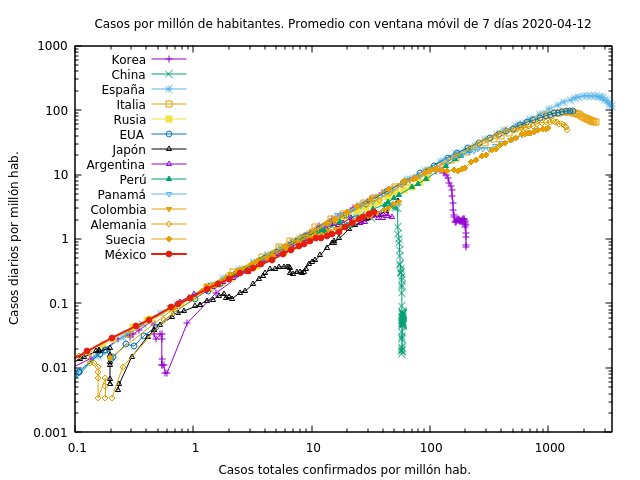 Casos por millón de habitantes. Promedio con ventana móvil de 7 días 2020-04-12
Casos diarios por millón hab.
1000
100
10
1
0.1
0.01
0.001
Korea
China
España
Italia
Rusia
EUA
Japón
Argentina
Perú
Panamá
Colombia
Alemania
Suecia
México
0.1
1
10
100
1000
Casos totales confirmados por millón hab.